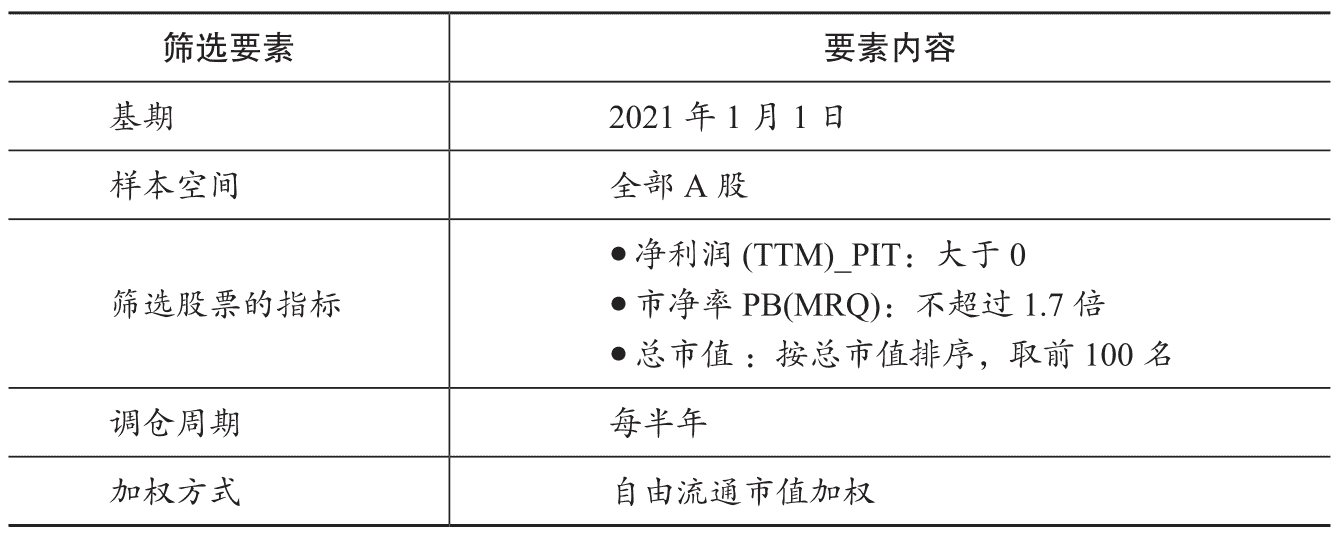 筛选要素 要素内容
基期 2021 年 1 月 1 日
样本空间 全部 A 股
筛选股票的指标
● 净利润 (TTM)_PIT：大于 0
● 市净率 PB(MRQ)：不超过 1.7 倍
● 总市值：按总市值排序，取前 100 名
调仓周期 每半年
加权方式 自由流通市值加权